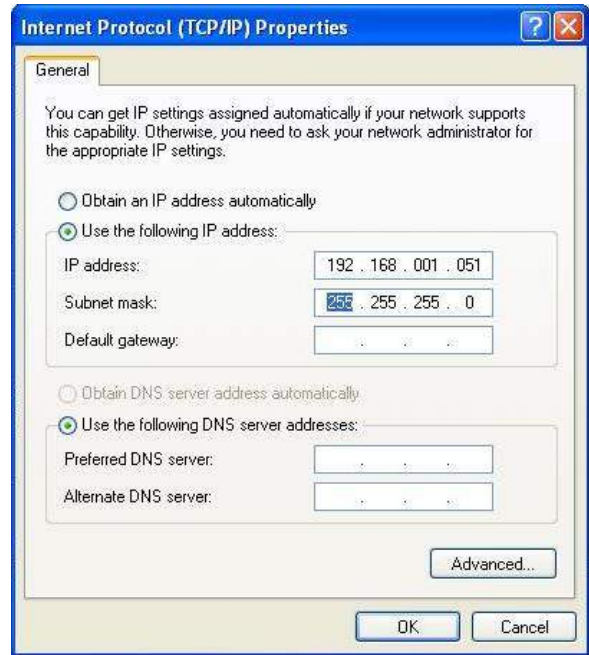 Internet Protocol (TCP/IP) Properties
General
You can get IP settings assigned automatically if your network supports
this capability. Otherwise, you need to ask your network administrator for
the appropriate IP settings.
Obtain an IP address automatically
Use the following IP address:
IP address: 192 . 168 . 001 . 051
Subnet mask: 255 . 255 . 255 . 0
Default gateway: . . .
Obtain DNS server address automatically
Use the following DNS server addresses:
Preferred DNS server: . . .
Alternate DNS server: . . .
Advanced...
OK Cancel